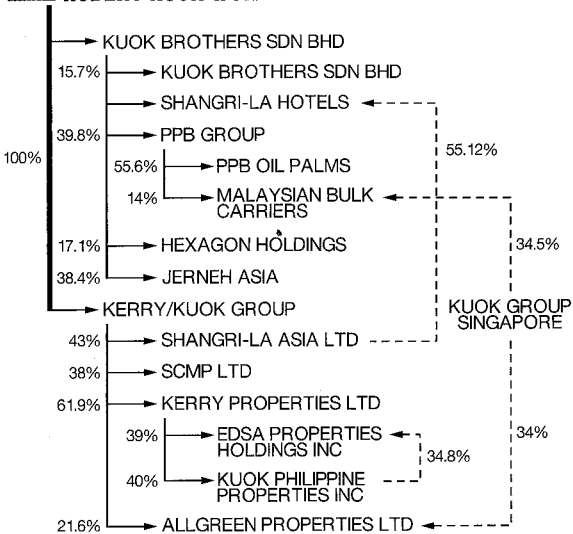 KUOK BROTHERS SDN BHD
15.7% KUOK BROTHERS SDN BHD
SHANGRI-LA HOTELS
39.8% PPB GROUP
55.12%
100%
55.6% PPB OIL PALMS
14% MALAYSIAN BULK
CARRIERS
17.1% HEXAGON HOLDINGS
34.5%
38.4% JERNEH ASIA
KERRY/KUOK GROUP
KUOK GROUP
SINGAPORE
43% SHANGRI-LA ASIA LTD
38% SCMP LTD
61.9% KERRY PROPERTIES LTD
39% EDSA PROPERTIES
HOLDINGS INC
34%
34.8%
40% KUOK PHILIPPINE
PROPERTIES INC
21.6% ALLGREEN PROPERTIES LTD